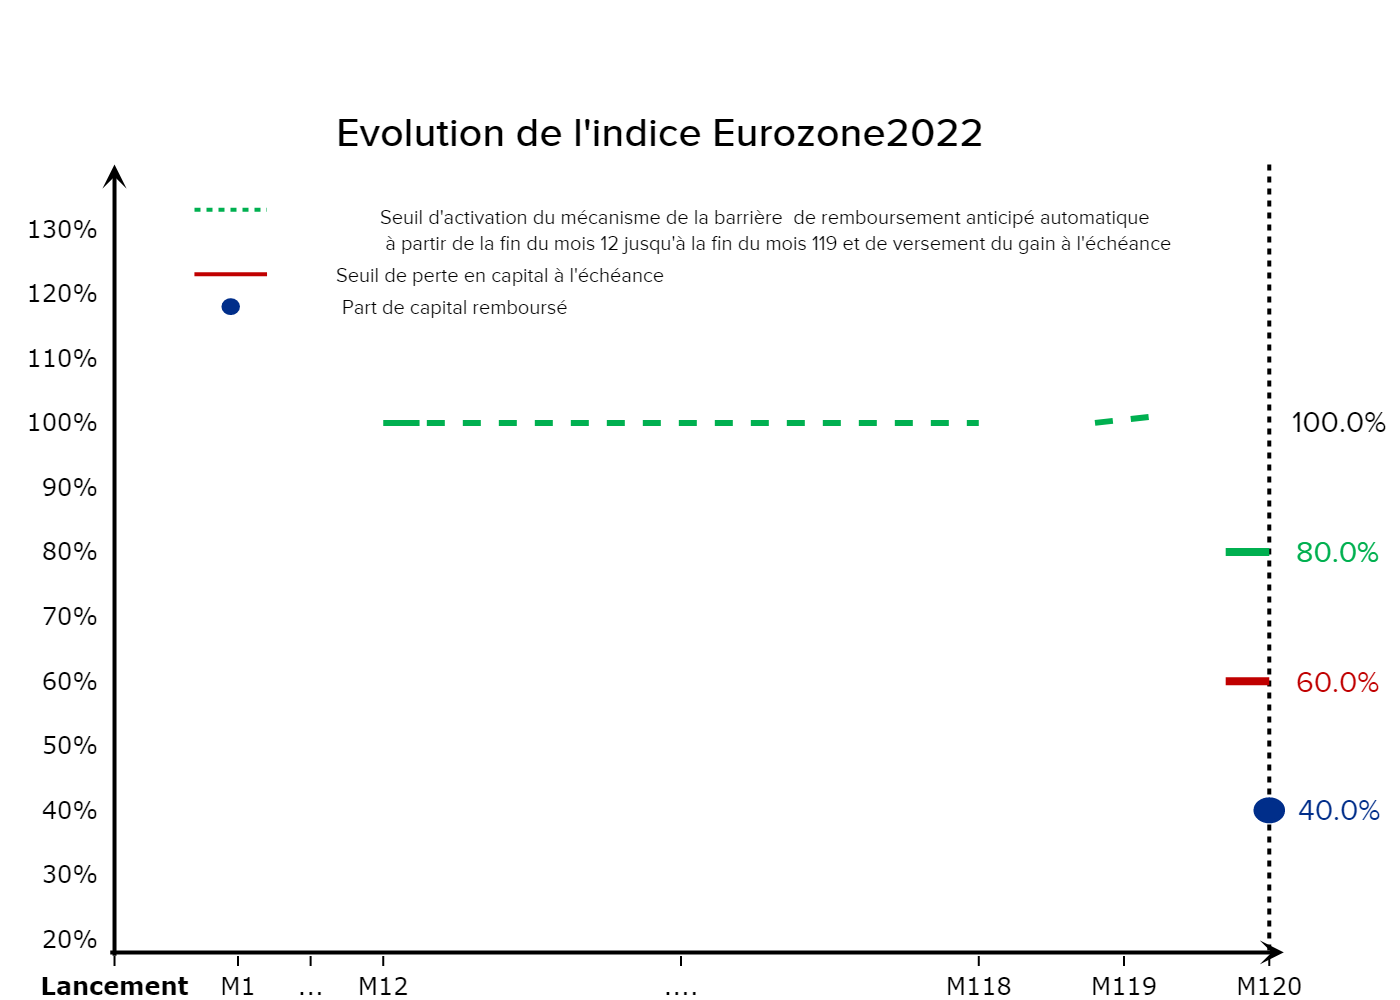 Evolution de l'indice Eurozone2022
Seuil d'activation du mécanisme de la barrière  de remboursement anticipé automatique
à partir de la fin du mois 12 jusqu'à la fin du mois 119 et de versement du gain à l'échéance
Seuil de perte en capital à l'échéance
Part de capital remboursé
130%
120%
110%
100%
90%
80%
70%
60%
50%
40%
30%
20%
100.0%
80.0%
60.0%
40.0%
Lancement M1 ... M12 .... M118 M119 M120